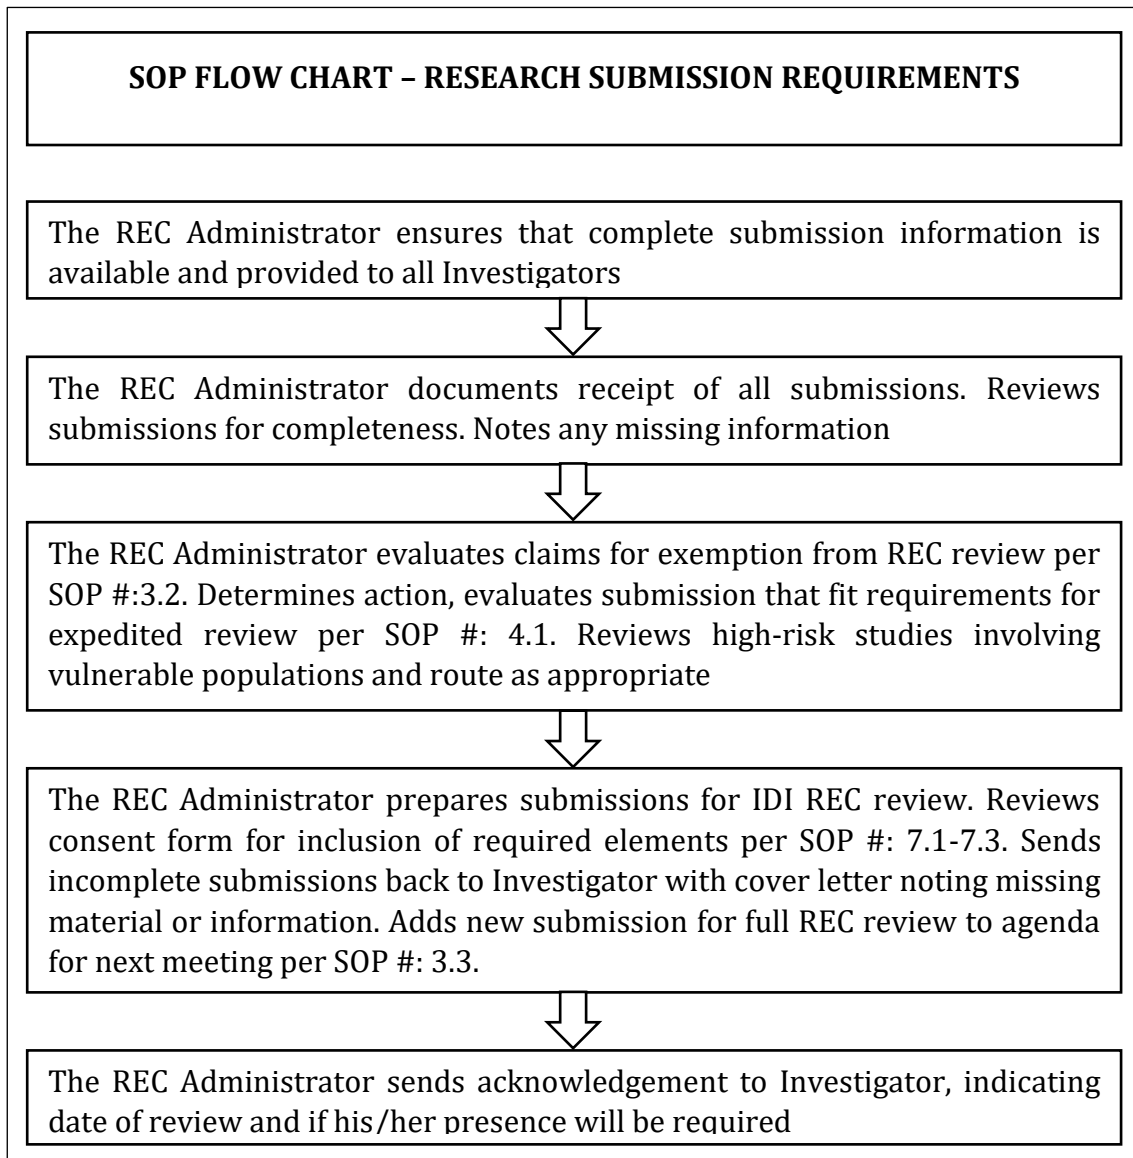 SOP FLOW CHART – RESEARCH SUBMISSION REQUIREMENTS
The REC Administrator ensures that complete submission information is
available and provided to all Investigators
The REC Administrator documents receipt of all submissions. Reviews
submissions for completeness. Notes any missing information
The REC Administrator evaluates claims for exemption from REC review per
SOP #:3.2. Determines action, evaluates submission that fit requirements for
expedited review per SOP #: 4.1. Reviews high-risk studies involving
vulnerable populations and route as appropriate
The REC Administrator prepares submissions for IDI REC review. Reviews
consent form for inclusion of required elements per SOP #: 7.1-7.3. Sends
incomplete submissions back to Investigator with cover letter noting missing
material or information. Adds new submission for full REC review to agenda
for next meeting per SOP #: 3.3.
The REC Administrator sends acknowledgement to Investigator, indicating
date of review and if his/her presence will be required